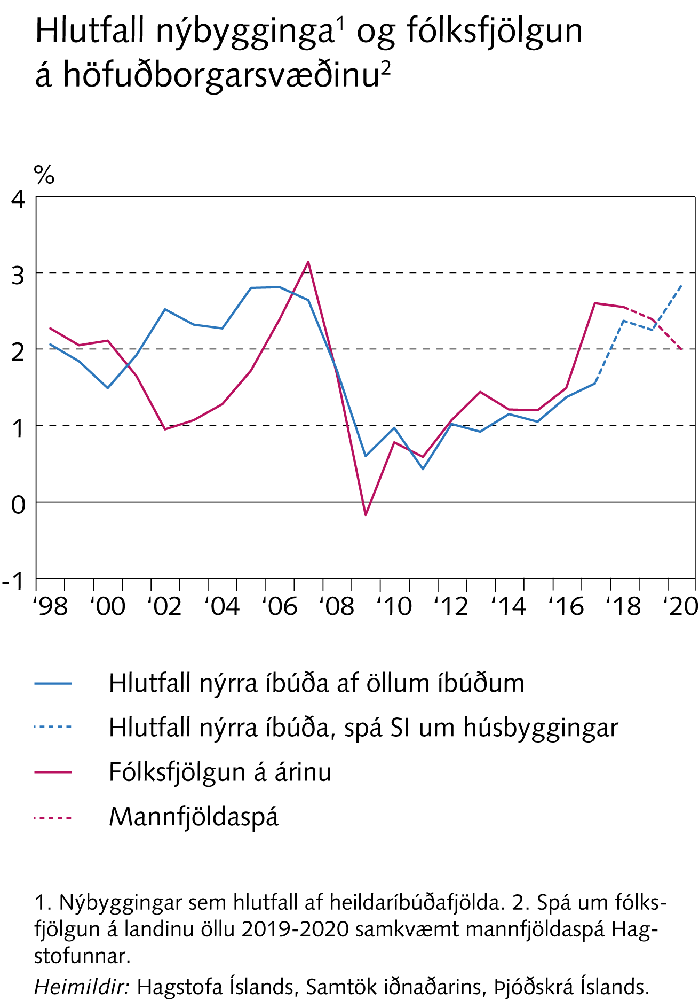 Hlutfall nýbygginga¹ og fólksfjölgun
á höfuðborgarsvæðinu²
%
4
3
2
1
0
-1
‘98 ‘00 ‘02 ‘04 ‘06 ‘08 ‘10 ‘12 ‘14 ‘16 ‘18 ‘20
Hlutfall nýrra íbúða af öllum íbúðum
Hlutfall nýrra íbúða, spá SI um húsbyggingar
Fólksfjölgun á árinu
Mannfjöldaspá
1. Nýbyggingar sem hlutfall af heildaríbúðafjölda. 2. Spá um fólks-
fjölgun á landinu öllu 2019-2020 samkvæmt mannfjöldaspá Hag-
stofunnar.
Heimildir: Hagstofa Íslands, Samtök iðnaðarins, Þjóðskrá Íslands.